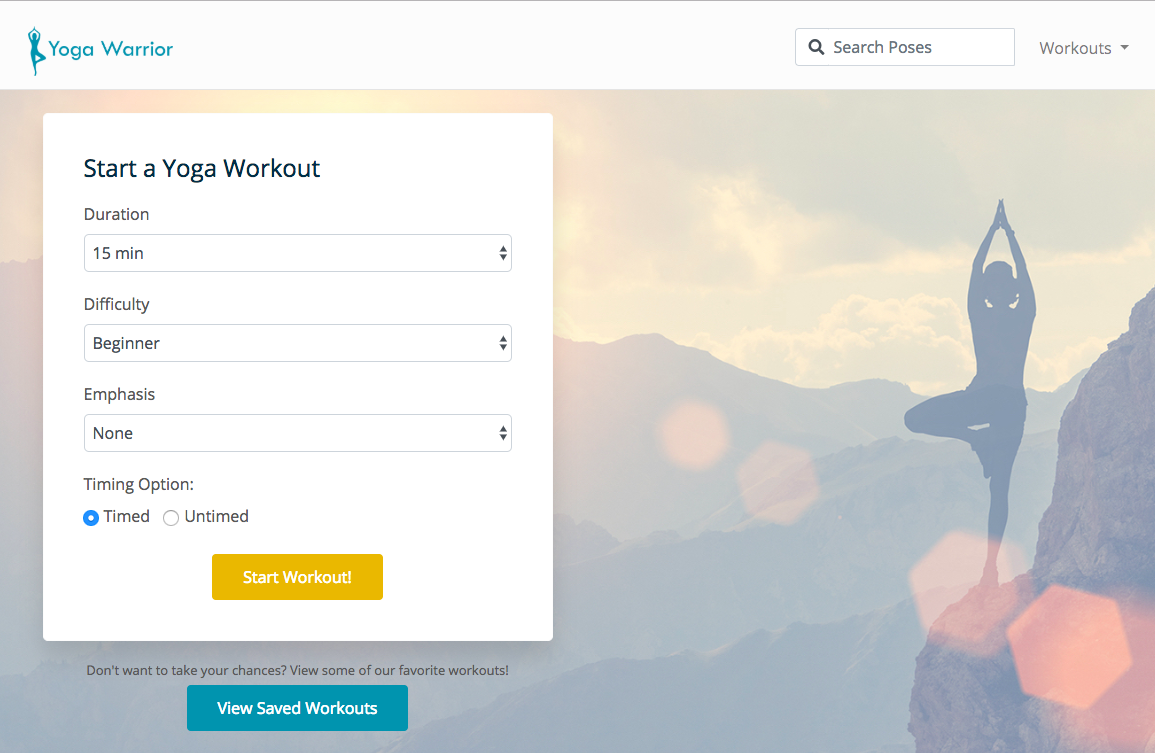 Yoga Warrior
Search Poses
Workouts
Start a Yoga Workout
Duration
15 min
Difficulty
Beginner
Emphasis
None
Timing Option:
Timed Untimed
Start Workout!
Don't want to take your chances? View some of our favorite workouts!
View Saved Workouts